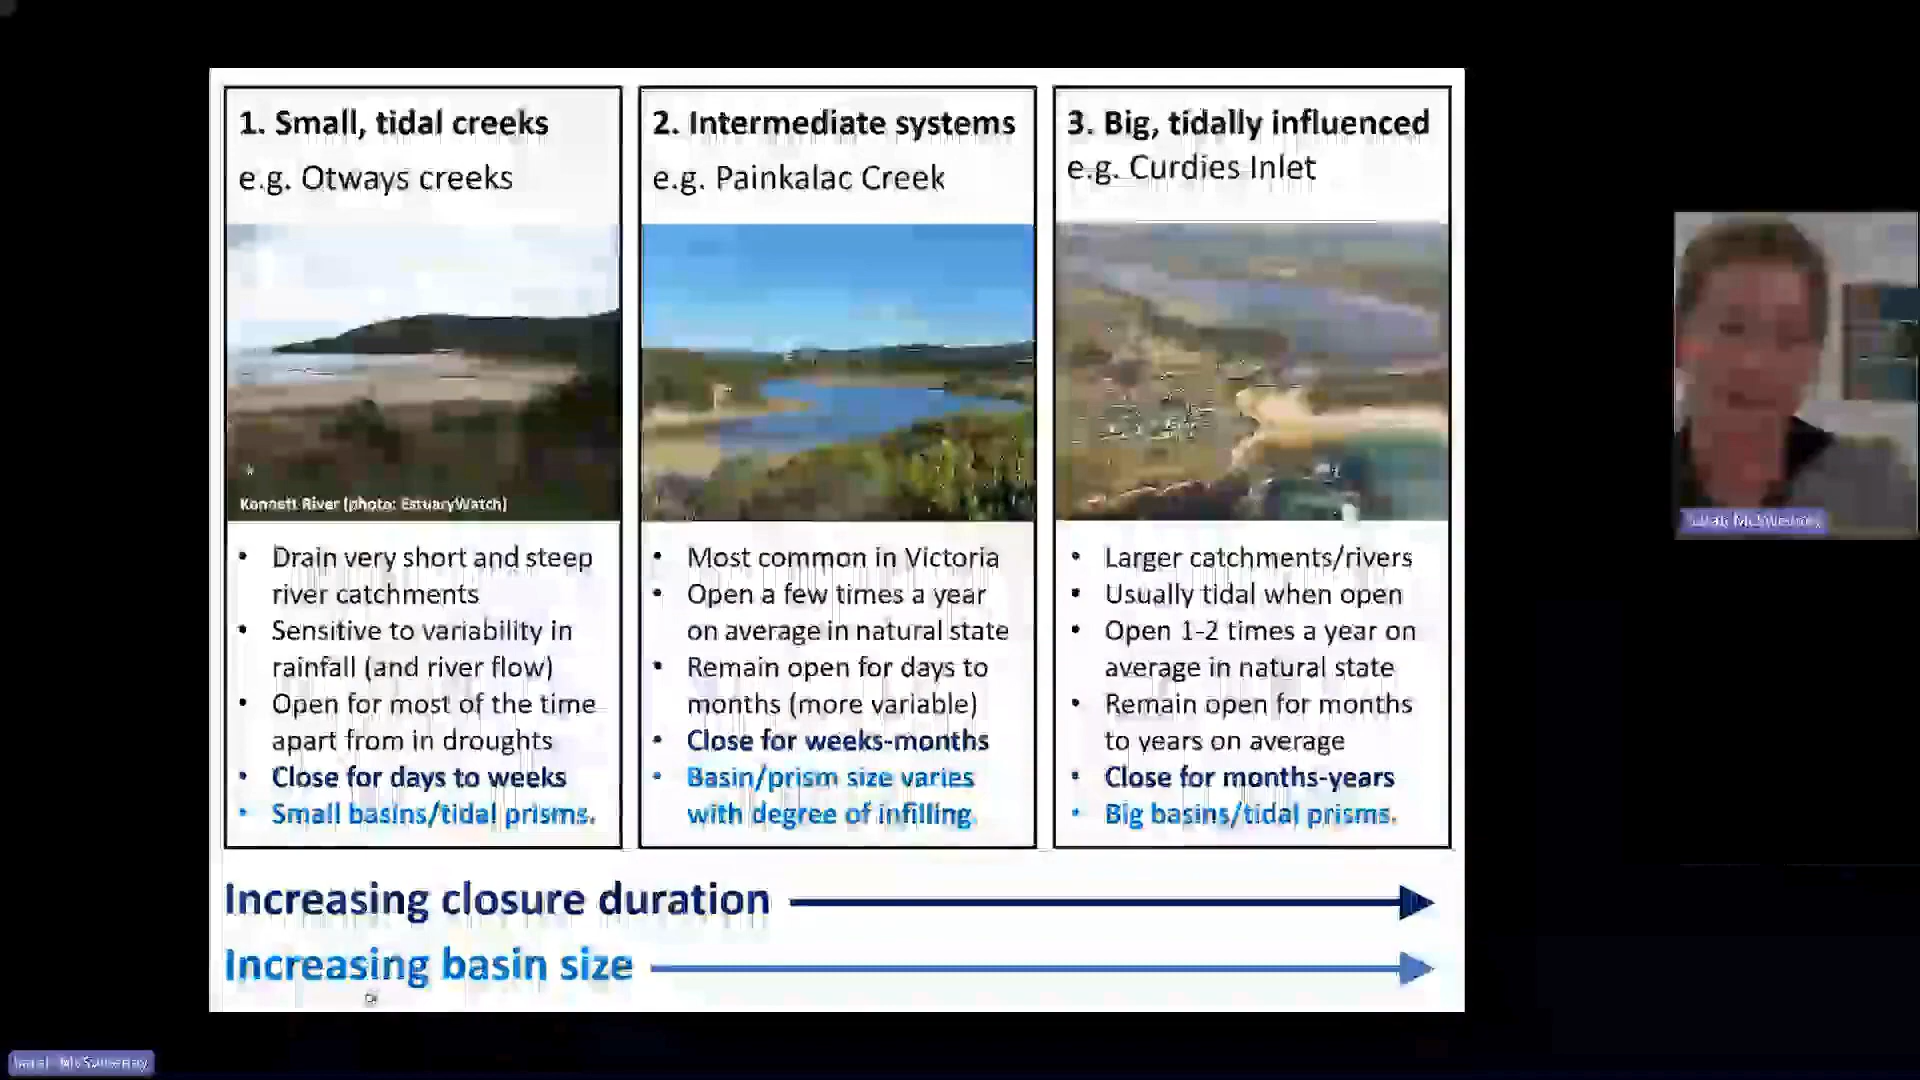 1. Small, tidal creeks
e.g. Otways creeks
Kennett River (photo: EstuaryWatch)
• Drain very short and steep
river catchments
• Sensitive to variability in
rainfall (and river flow)
• Open for most of the time
apart from in droughts
• Close for days to weeks
• Small basins/tidal prisms.
2. Intermediate systems
e.g. Painkalac Creek
• Most common in Victoria
• Open a few times a year
on average in natural state
• Remain open for days to
months (more variable)
• Close for weeks-months
• Basin/prism size varies
with degree of infilling.
3. Big, tidally influenced
e.g. Curdies Inlet
• Larger catchments/rivers
• Usually tidal when open
• Open 1-2 times a year on
average in natural state
• Remain open for months
to years on average
• Close for months-years
• Big basins/tidal prisms.
Increasing closure duration
Increasing basin size
Sarah McSweeney
Sarah McSweeney